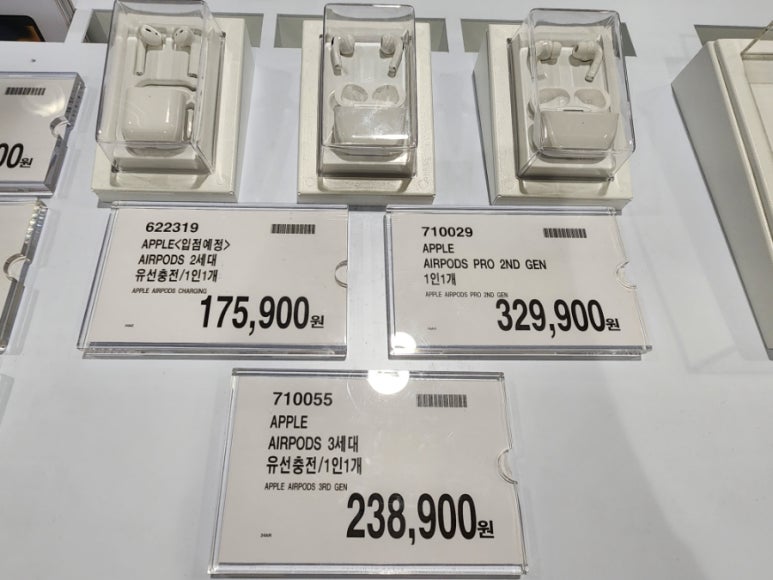 00원
622319
APPLE<입점예정>
AIRPODS 2세대
유선충전/1인1개
APPLE AIRPODS CHARGING
175,900원
710029
APPLE
AIRPODS PRO 2ND GEN
1인1개
APPLE AIRPODS PRO 2ND GEN
329,900원
710055
APPLE
AIRPODS 3세대
유선충전/1인1개
APPLE AIRPODS 3RD GEN
238,900원